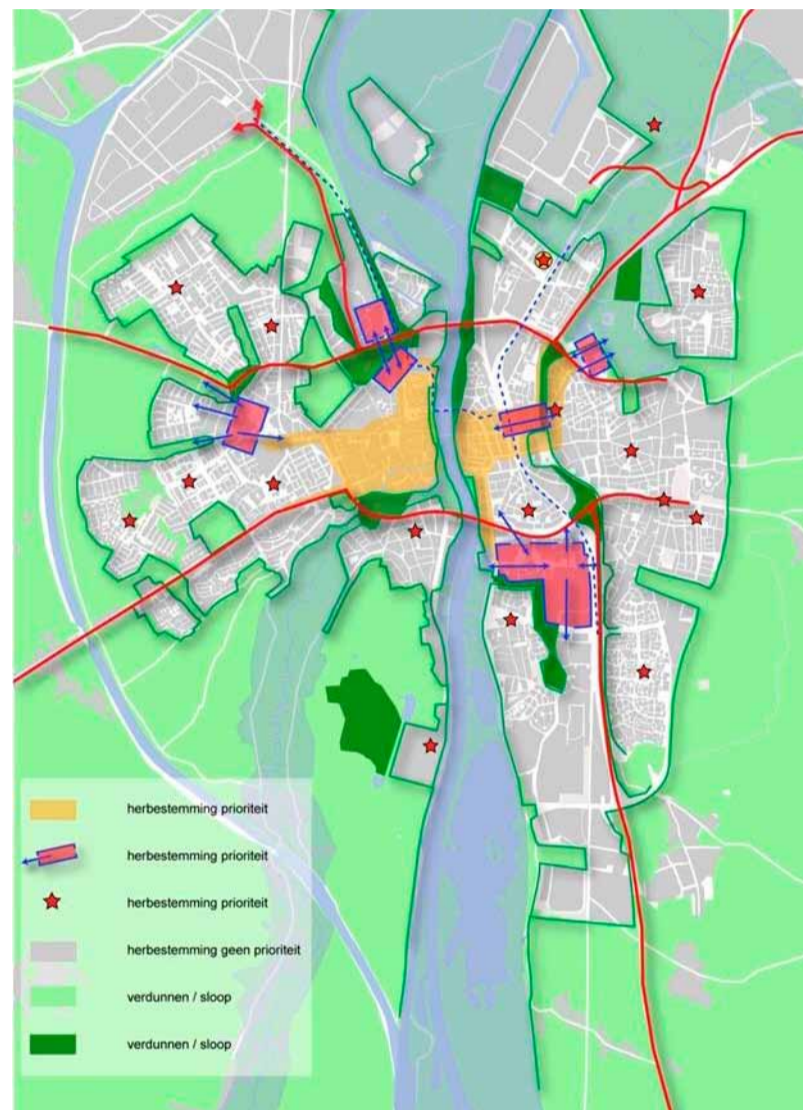 herbestemming prioriteit
herbestemming prioriteit
herbestemming prioriteit
herbestemming geen prioriteit
verdunnen / sloop
verdunnen / sloop